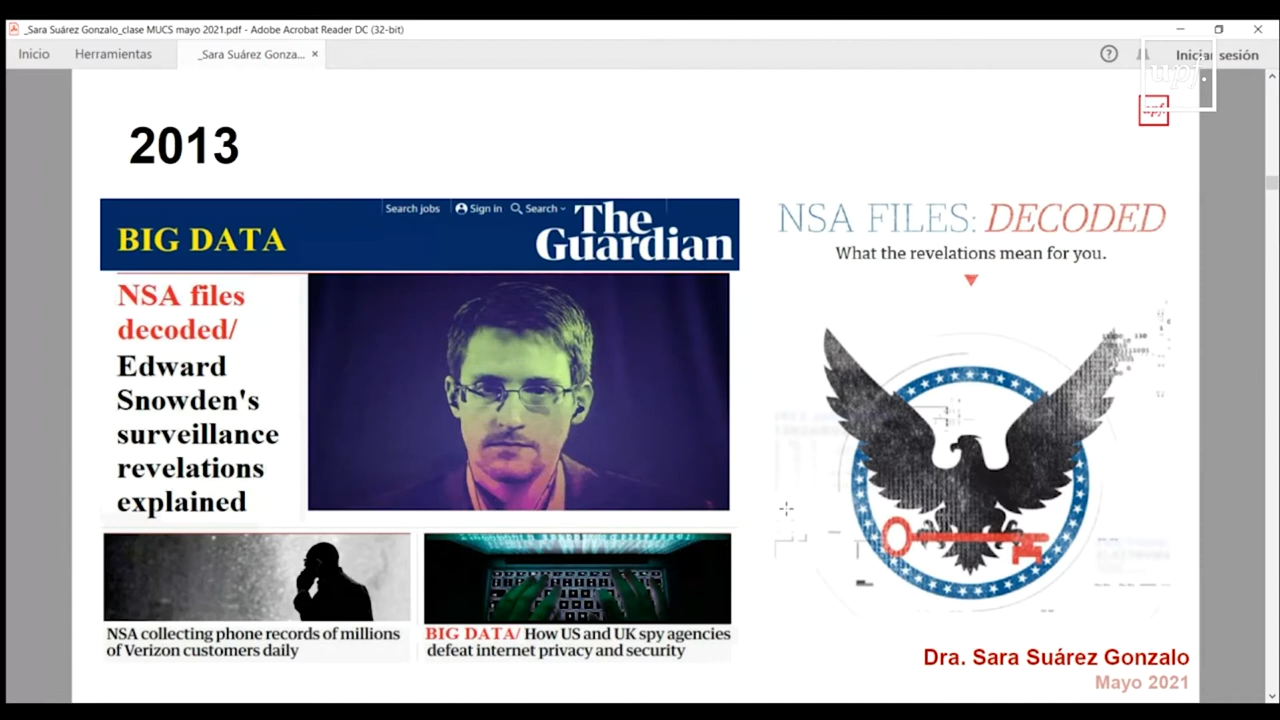 _Sara Suárez Gonzalo_clase MUCS mayo 2021.pdf - Adobe Acrobat Reader DC (32-bit)
Inicio
Herramientas
_Sara Suárez Gonza...
Iniciar sesión
upf.
upf.
2013
Search jobs
Sign in
Search
The
Guardian
BIG DATA
NSA files
decoded/
Edward
Snowden's
surveillance
revelations
explained
NSA collecting phone records of millions
of Verizon customers daily
BIG DATA/ How US and UK spy agencies
defeat internet privacy and security
NSA FILES: DECODED
What the revelations mean for you.
Dra. Sara Suárez Gonzalo
Mayo 2021